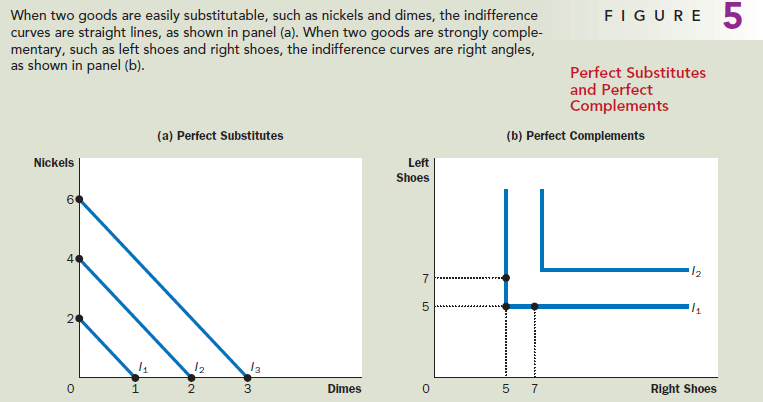 When two goods are easily substitutable, such as nickels and dimes, the indifference
curves are straight lines, as shown in panel (a). When two goods are strongly comple-
mentary, such as left shoes and right shoes, the indifference curves are right angles,
as shown in panel (b).
FIGURE 5
Perfect Substitutes
and Perfect
Complements
(a) Perfect Substitutes
Nickels
6
4
2
0
1
2
3
I1
I2
I3
Dimes
(b) Perfect Complements
Left
Shoes
7
5
0
5
7
I2
I1
Right Shoes